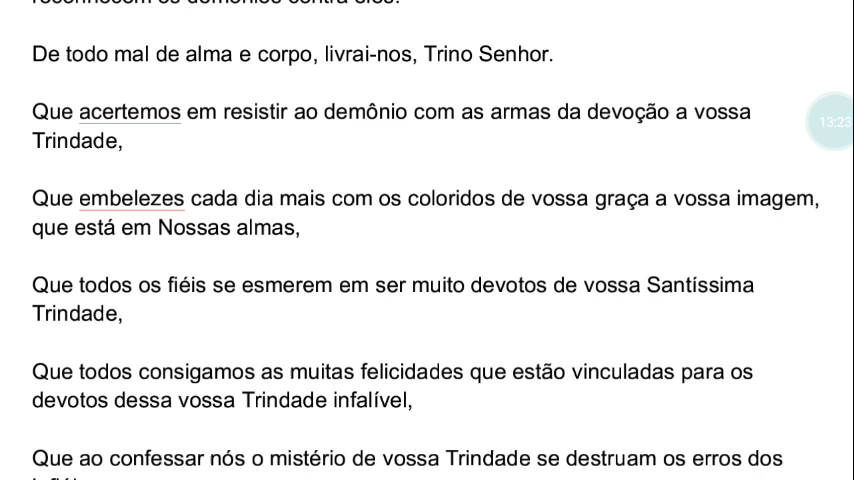 De todo mal de alma e corpo, livrai-nos, Trino Senhor.
Que acertemos em resistir ao demônio com as armas da devoção a vossa
Trindade,
13:23
Que embelezes cada dia mais com os coloridos de vossa graça a vossa imagem,
que está em Nossas almas,
Que todos os fiéis se esmerem em ser muito devotos de vossa Santíssima
Trindade,
Que todos consigamos as muitas felicidades que estão vinculadas para os
devotos dessa vossa Trindade infalível,
Que ao confessar nós o mistério de vossa Trindade se destruam os erros dos